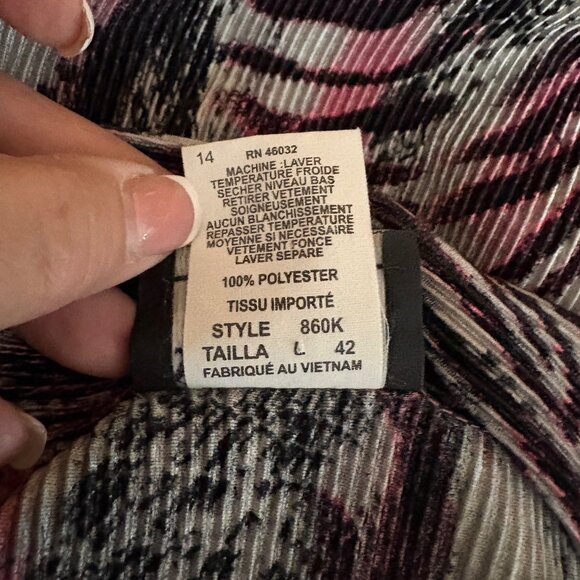 14 RN 46032
MACHINE :LAVER
TEMPERATURE FROIDE
SECHER NIVEAU BAS
RETIRER VETEMENT
SOIGNEUSEMENT
AUCUN BLANCHISSEMENT
REPASSER TEMPERATURE
MOYENNE SI NECESSAIRE
VETEMENT FONCE
LAVER SEPARE
100% POLYESTER
TISSU IMPORTÉ
STYLE 860K
TAILLA L 42
FABRIQUÉ AU VIETNAM